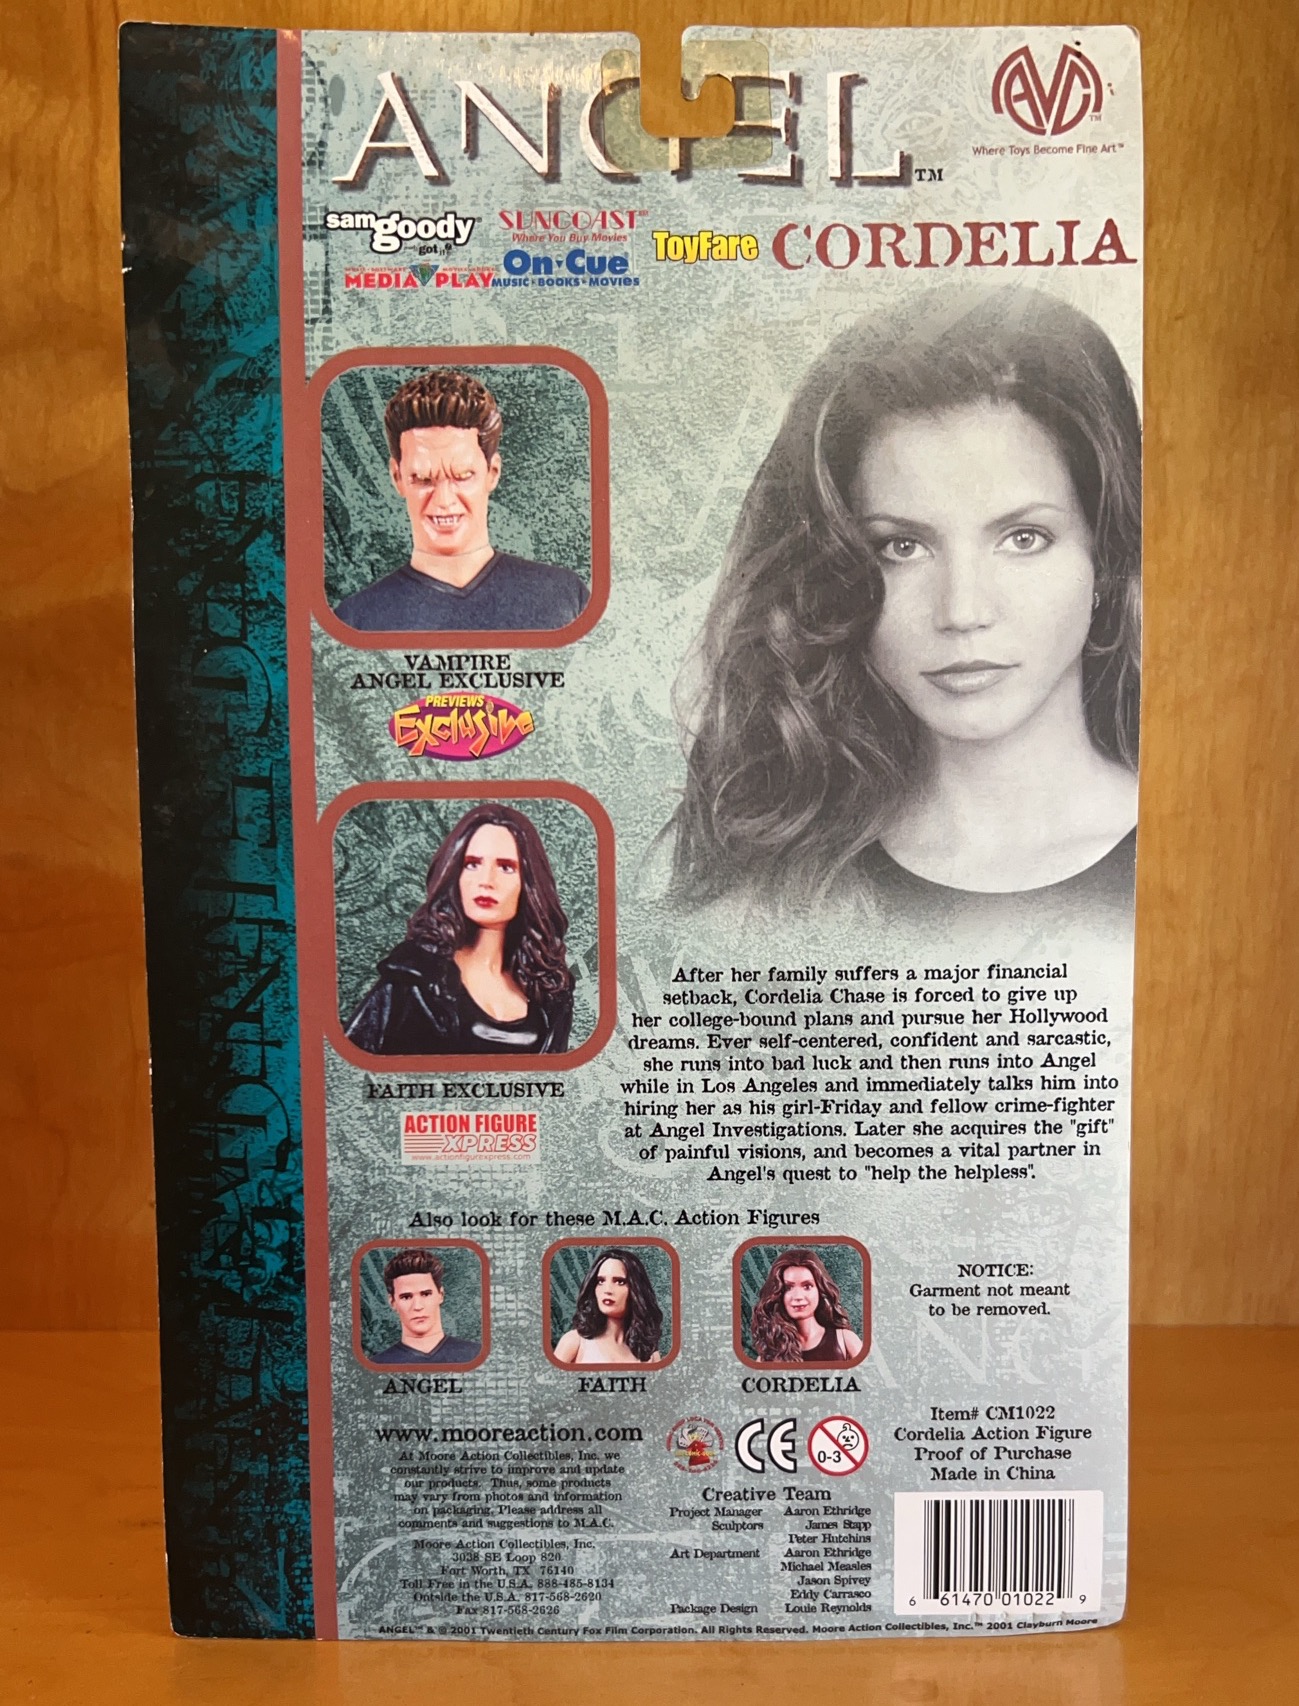 ANGEL™
MAC™
Where Toys Become Fine Art™
sam goody®
got it?
SUNCOAST
Where You Buy Movies
MEDIA PLAY
On Cue
MUSIC • BOOKS • MOVIES
ToyFare
CORDELIA
VAMPIRE
ANGEL EXCLUSIVE
PREVIEWS
Exclusive
FAITH EXCLUSIVE
ACTION FIGURE
XPRESS
www.actionfigurexpress.com
After her family suffers a major financial
setback, Cordelia Chase is forced to give up
her college-bound plans and pursue her Hollywood
dreams. Ever self-centered, confident and sarcastic,
she runs into bad luck and then runs into Angel
while in Los Angeles and immediately talks him into
hiring her as his girl-Friday and fellow crime-fighter
at Angel Investigations. Later she acquires the "gift"
of painful visions, and becomes a vital partner in
Angel's quest to "help the helpless".
Also look for these M.A.C. Action Figures
ANGEL
FAITH
CORDELIA
NOTICE:
Garment not meant
to be removed.
www.mooreaction.com
At Moore Action Collectibles, Inc. we
constantly strive to improve and update
our products. Thus, some products
may vary from photos and information
on packaging. Please address all
comments and suggestions to M.A.C.
Moore Action Collectibles, Inc.
3038 SE Loop 820
Fort Worth, TX 76140
Toll Free in the U.S.A. 888-485-8134
Outside the U.S.A. 817-568-2620
Fax 817-568-2626
CE
0-3
Creative Team
Project Manager Aaron Ethridge
Sculptors James Sapp
Peter Hutchins
Art Department Aaron Ethridge
Michael Measles
Jason Spivey
Eddy Carrasco
Package Design Louie Reynolds
Item# CM1022
Cordelia Action Figure
Proof of Purchase
Made in China
6 61470 01022 9
ANGEL™ & © 2001 Twentieth Century Fox Film Corporation. All Rights Reserved. Moore Action Collectibles, Inc.™ 2001 Clayburn Moore